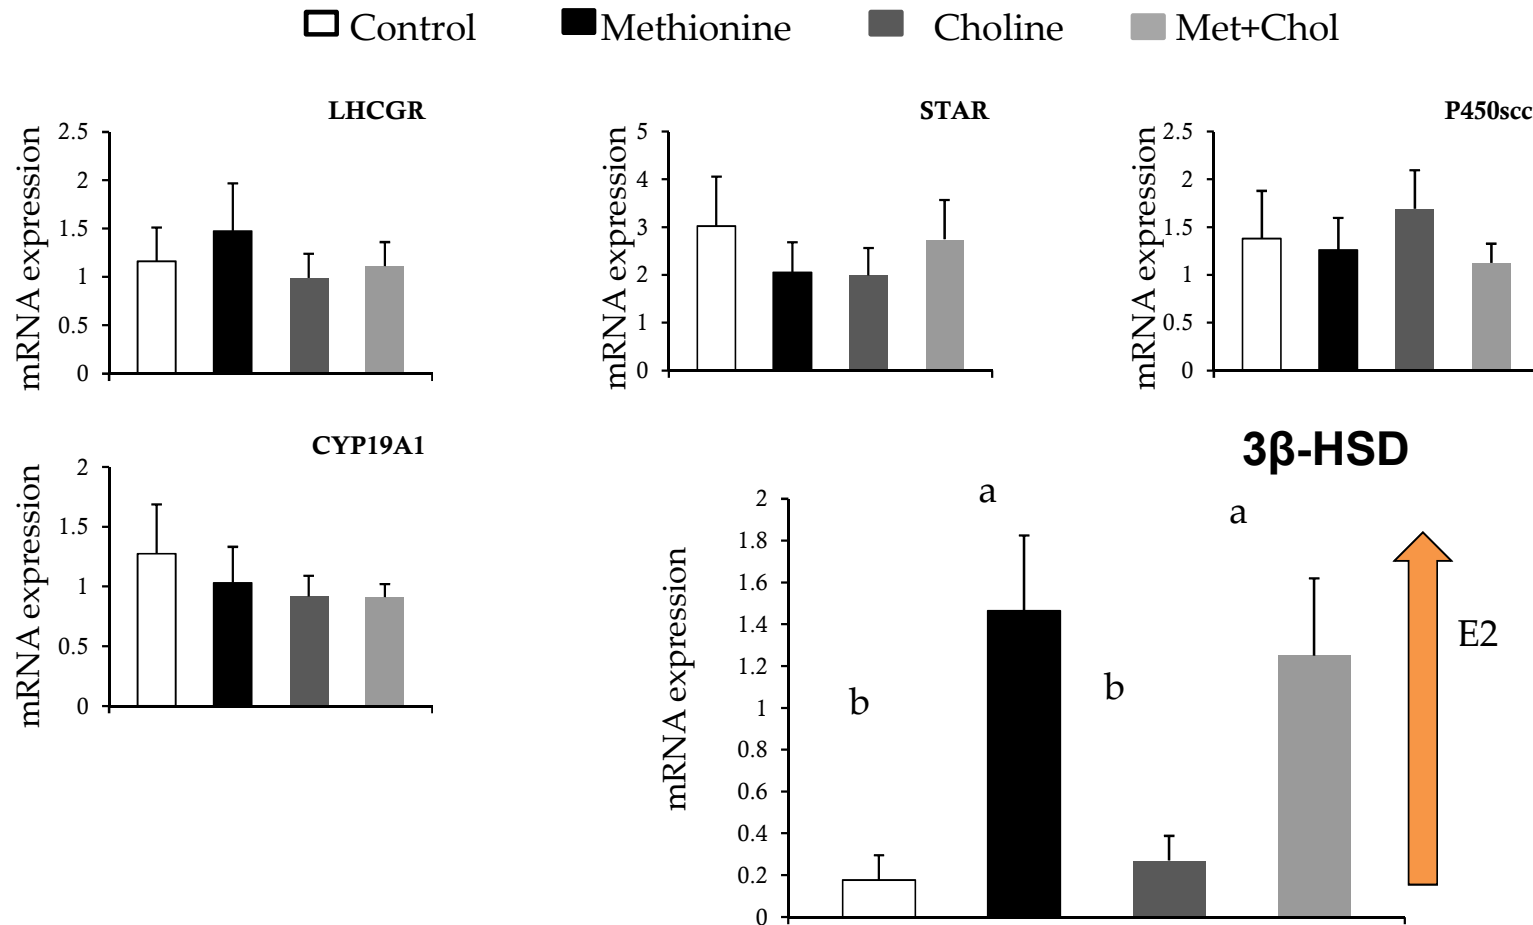 Control Methionine Choline Met+Chol
LHCGR
mRNA expression
2.5
2
1.5
1
0.5
0
STAR
mRNA expression
5
4
3
2
1
0
P450scc
mRNA expression
2.5
2
1.5
1
0.5
0
CYP19A1
mRNA expression
2
1.5
1
0.5
0
3β-HSD
mRNA expression
2
1.8
1.6
1.4
1.2
1
0.8
0.6
0.4
0.2
0
b
a
b
a
E2